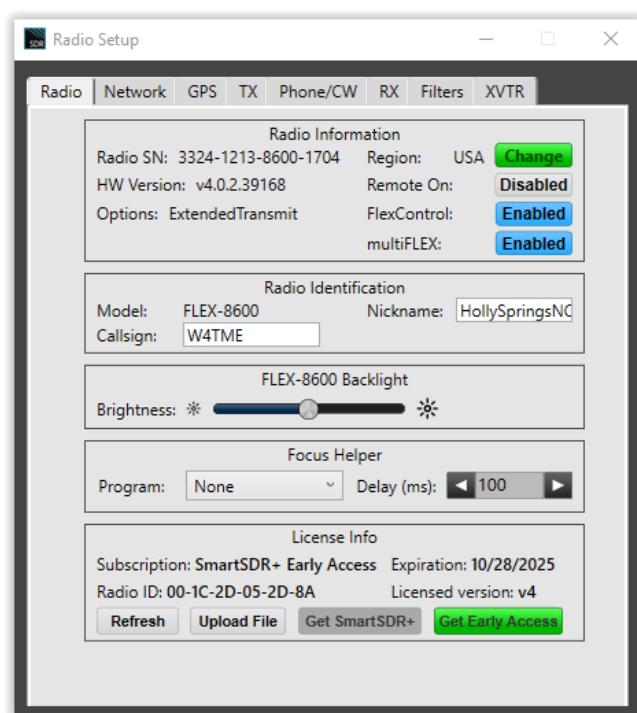 SDR Radio Setup
Radio Network GPS TX Phone/CW RX Filters XVTR
Radio Information
Radio SN: 3324-1213-8600-1704 Region: USA Change
HW Version: v4.0.2.39168 Remote On: Disabled
Options: ExtendedTransmit FlexControl: Enabled
multiFLEX: Enabled
Radio Identification
Model: FLEX-8600 Nickname: HollySpringsNC
Callsign: W4TME
FLEX-8600 Backlight
Brightness:
Focus Helper
Program: None Delay (ms): 100
License Info
Subscription: SmartSDR+ Early Access Expiration: 10/28/2025
Radio ID: 00-1C-2D-05-2D-8A Licensed version: v4
Refresh Upload File Get SmartSDR+ Get Early Access